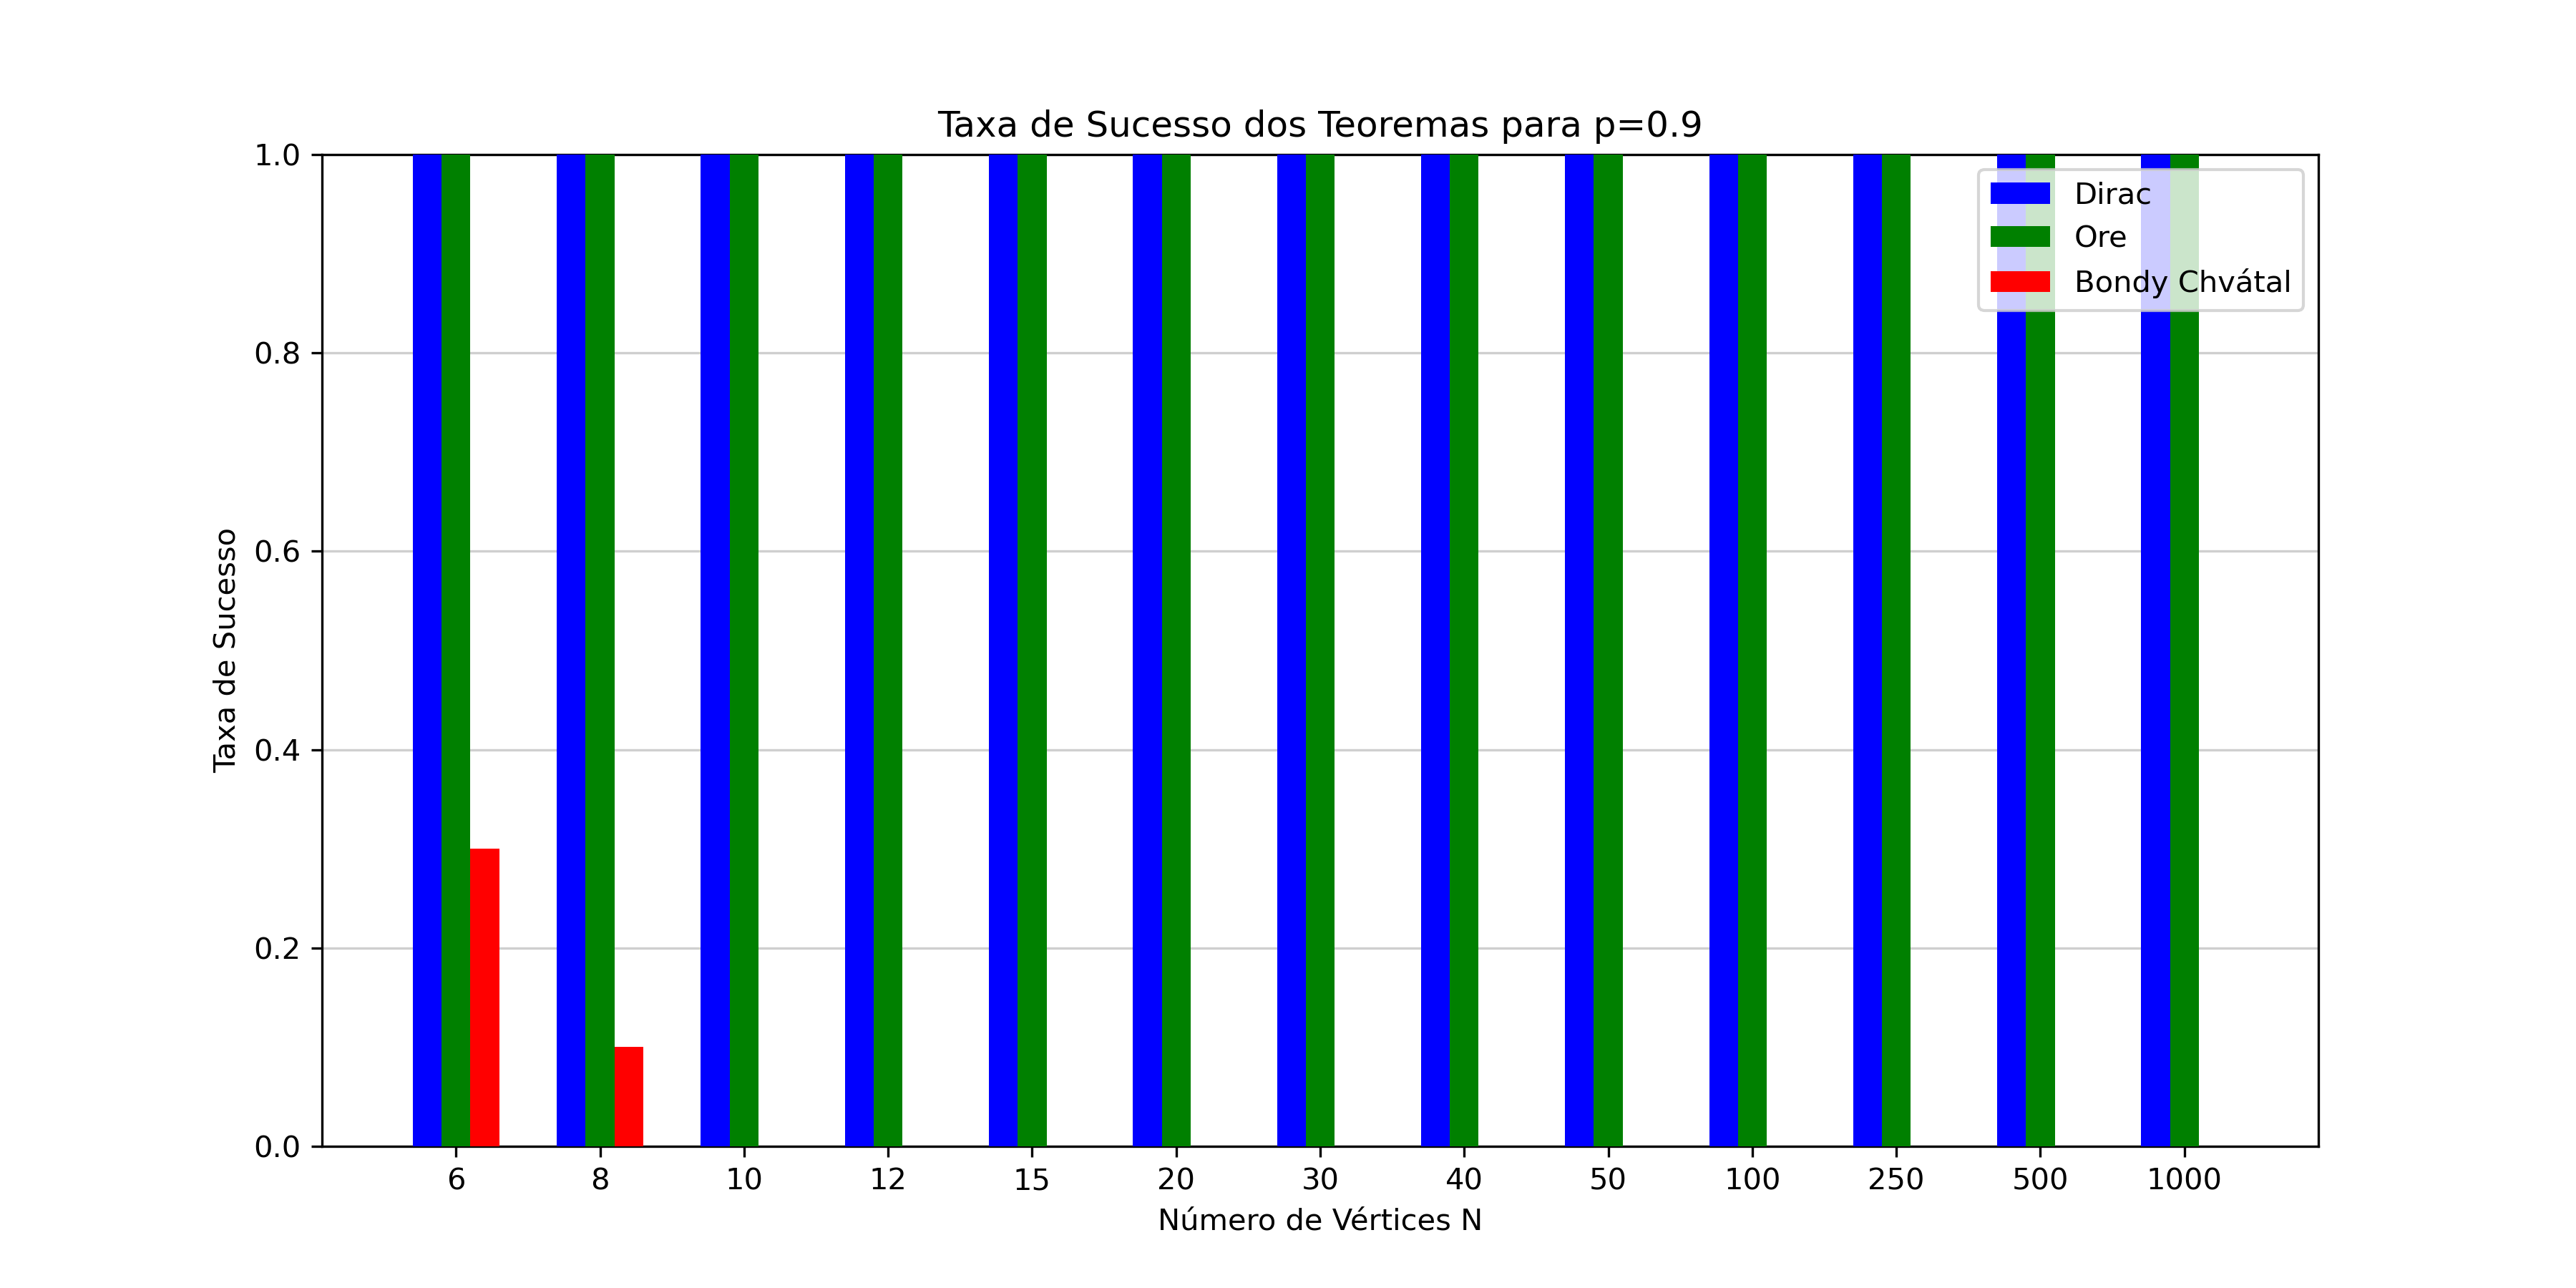 Taxa de Sucesso dos Teoremas para p=0.9
1.0
0.8
0.6
0.4
0.2
0.0
Taxa de Sucesso
Dirac
Ore
Bondy Chvátal
6 8 10 12 15 20 30 40 50 100 250 500 1000
Número de Vértices N